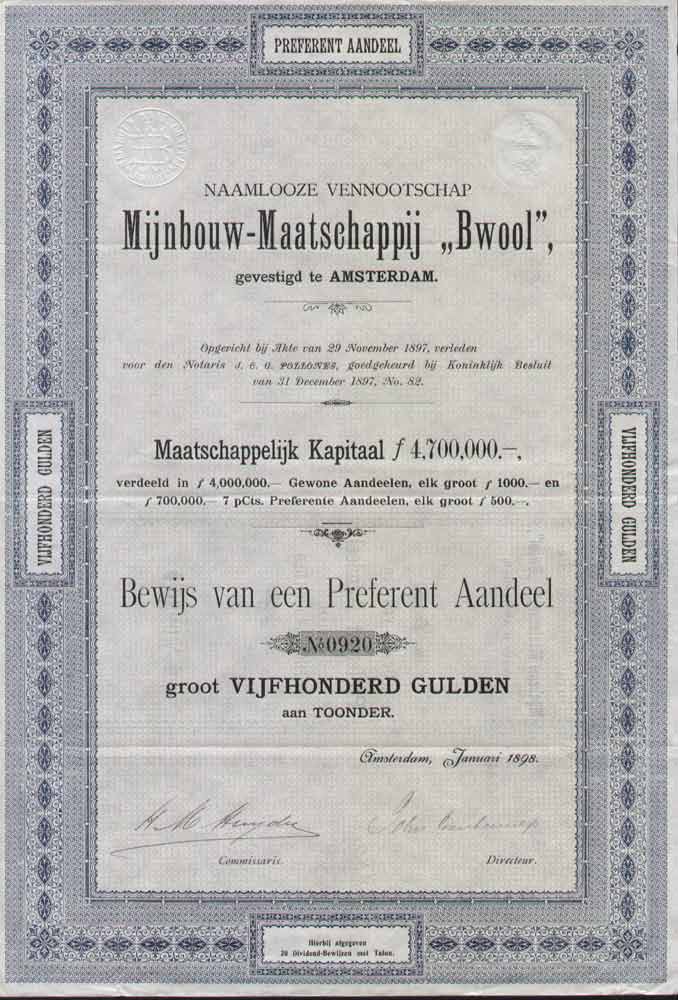 PREFERENT AANDEEL
NAAMLOOZE VENNOOTSCHAP
Mijnbouw-Maatschappij „Bwool”,
gevestigd te AMSTERDAM.
Opgericht bij Akte van 29 November 1897, verleden
voor den Notaris J. C. G. POLLONES, goedgekeurd bij Koninklijk Besluit
van 31 December 1897, No. 82.
Maatschappelijk Kapitaal f 4,700,000.—,
verdeeld in f 4,000,000.— Gewone Aandeelen, elk groot f 1000.— en
f 700,000.— 7 pCts. Preferente Aandeelen, elk groot f 500.—.
VIJFHONDERD GULDEN
VIJFHONDERD GULDEN
Bewijs van een Preferent Aandeel
No. 0920
groot VIJFHONDERD GULDEN
aan TOONDER.
Amsterdam, Januari 1898.
Commissaris.
Directeur.
Hierbij afgegeven
20 Dividend-Bewijzen met Talon.